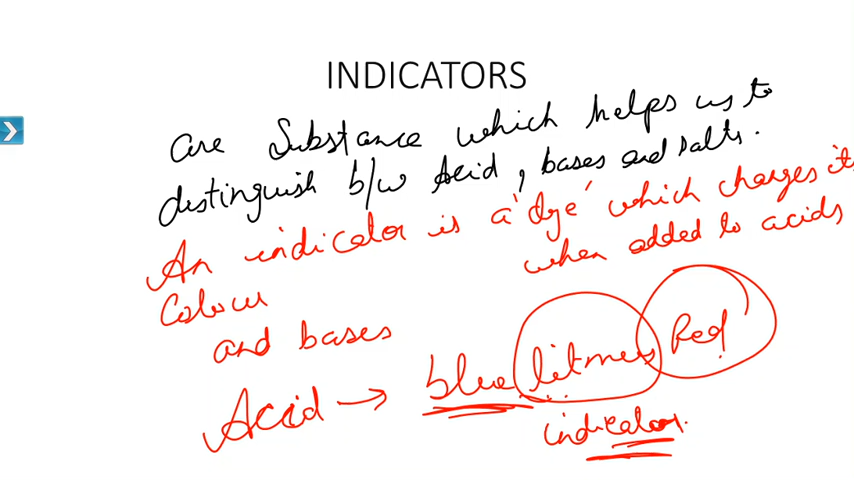 INDICATORS
are Substance which helps us to
distinguish b/w Acid, bases and salts.
An indicator is a 'dye' which changes its
Colour when added to acids
and bases
Acid → blue litmus Red
indicator.